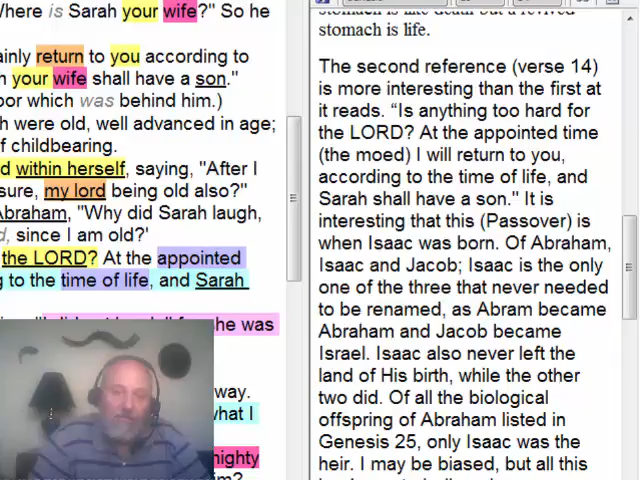 Where is Sarah your wife?" So he
ainly return to you according to
your wife shall have a son."
oor which was behind him.)
h were old, well advanced in age;
f childbearing.
d within herself, saying, "After I
sure, my lord being old also?"
Abraham, "Why did Sarah laugh,
d, since I am old?'
the LORD? At the appointed
g to the time of life, and Sarah
she was
way.
what I
mighty
him?
stomach is like death but a revived
stomach is life.
The second reference (verse 14)
is more interesting than the first at
it reads. "Is anything too hard for
the LORD? At the appointed time
(the moed) I will return to you,
according to the time of life, and
Sarah shall have a son." It is
interesting that this (Passover) is
when Isaac was born. Of Abraham,
Isaac and Jacob; Isaac is the only
one of the three that never needed
to be renamed, as Abram became
Abraham and Jacob became
Israel. Isaac also never left the
land of His birth, while the other
two did. Of all the biological
offspring of Abraham listed in
Genesis 25, only Isaac was the
heir. I may be biased, but all this